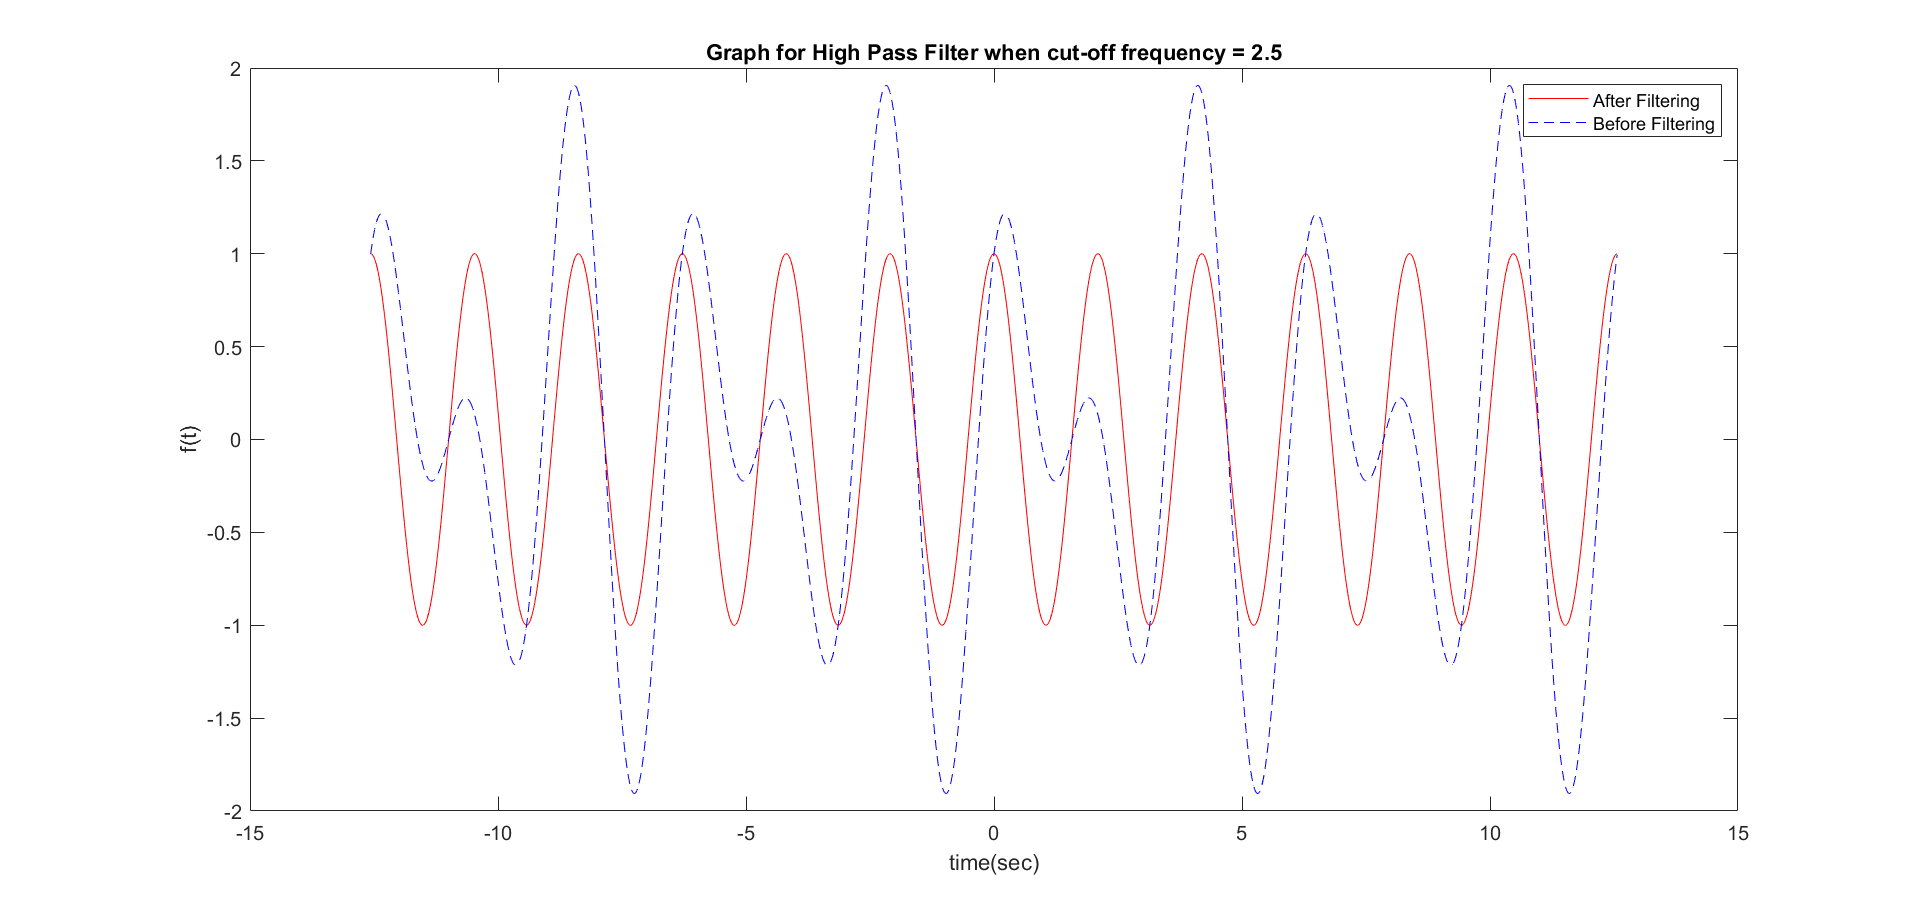 Graph for High Pass Filter when cut-off frequency = 2.5
After Filtering
Before Filtering
2
1.5
1
0.5
0
-0.5
-1
-1.5
-2
f(t)
-15 -10 -5 0 5 10 15
time(sec)